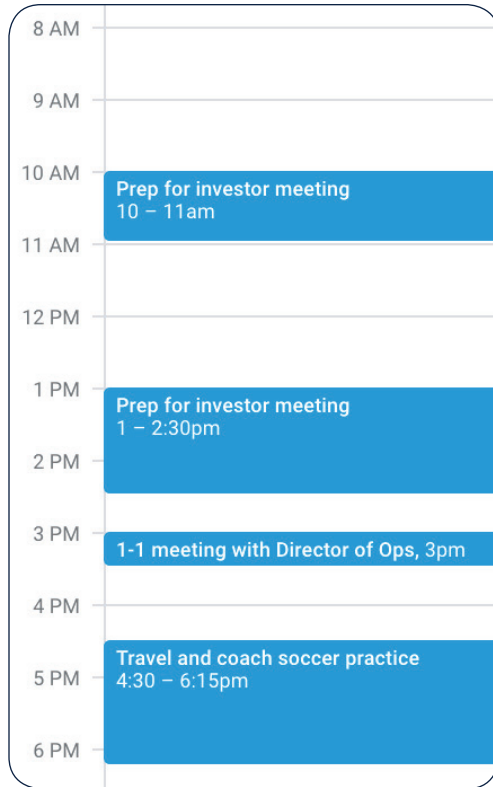 8 AM
9 AM
10 AM
Prep for investor meeting
10 – 11am
11 AM
12 PM
1 PM
Prep for investor meeting
1 – 2:30pm
2 PM
3 PM
1-1 meeting with Director of Ops, 3pm
4 PM
Travel and coach soccer practice
4:30 – 6:15pm
5 PM
6 PM